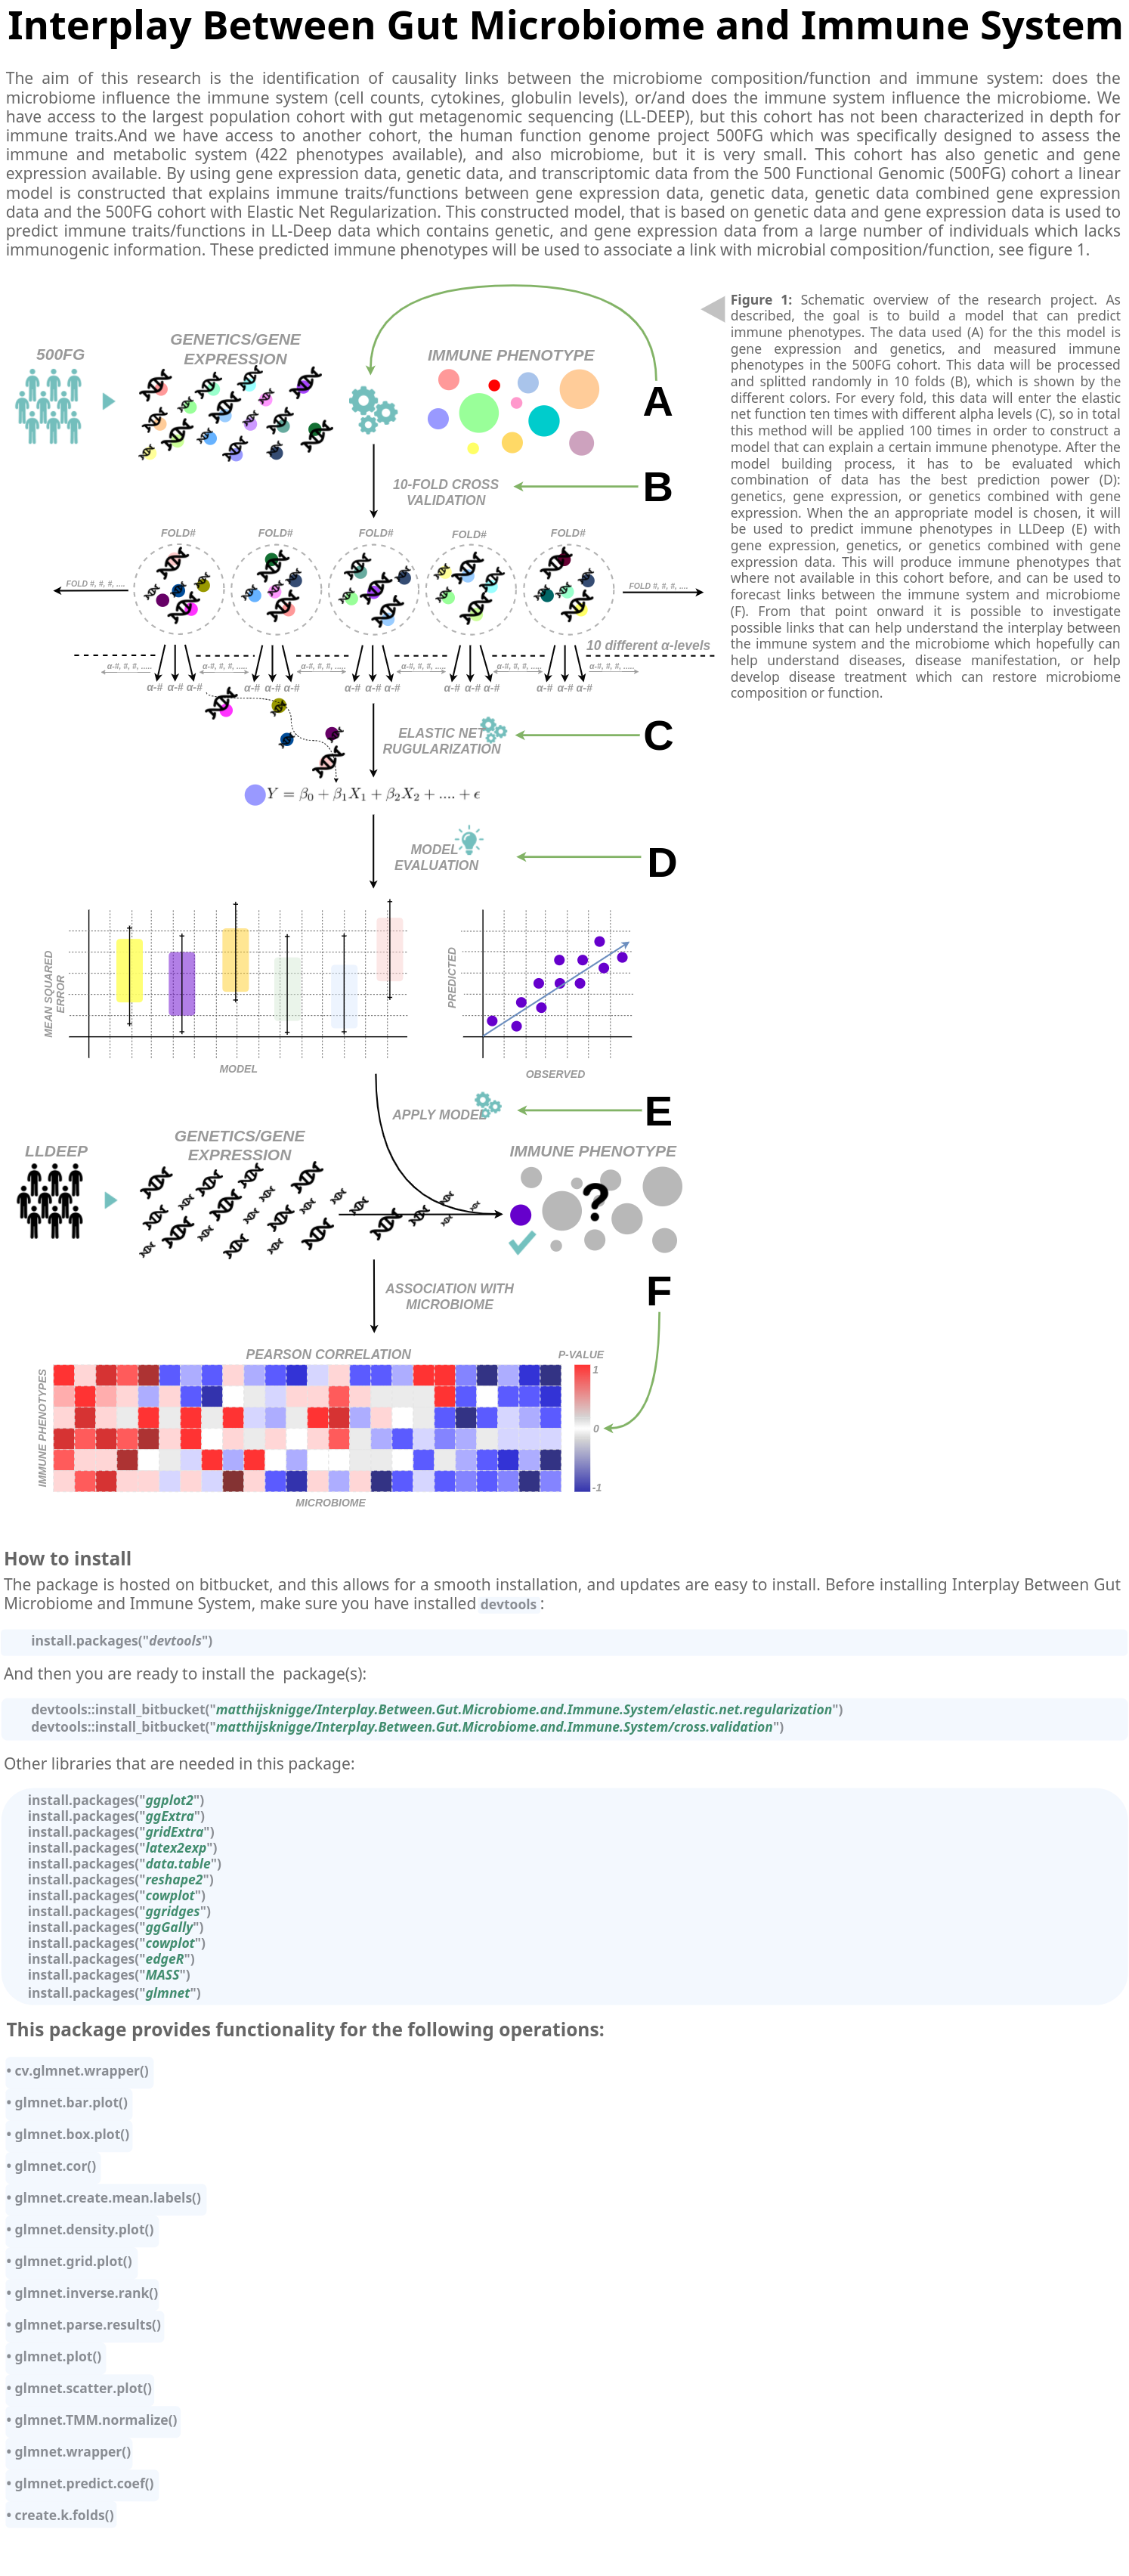 Interplay Between Gut Microbiome and Immune System
The aim of this research is the identification of causality links between the microbiome composition/function and immune system: does the
microbiome influence the immune system (cell counts, cytokines, globulin levels), or/and does the immune system influence the microbiome. We
have access to the largest population cohort with gut metagenomic sequencing (LL-DEEP), but this cohort has not been characterized in depth for
immune traits.And we have access to another cohort, the human function genome project 500FG which was specifically designed to assess the
immune and metabolic system (422 phenotypes available), and also microbiome, but it is very small. This cohort has also genetic and gene
expression available. By using gene expression data, genetic data, and transcriptomic data from the 500 Functional Genomic (500FG) cohort a linear
model is constructed that explains immune traits/functions between gene expression data, genetic data, genetic data combined gene expression
data and the 500FG cohort with Elastic Net Regularization. This constructed model, that is based on genetic data and gene expression data is used to
predict immune traits/functions in LL-Deep data which contains genetic, and gene expression data from a large number of individuals which lacks
immunogenic information. These predicted immune phenotypes will be used to associate a link with microbial composition/function, see figure 1.
Figure 1: Schematic overview of the research project. As
described, the goal is to build a model that can predict
immune phenotypes. The data used (A) for the this model is
gene expression and genetics, and measured immune
phenotypes in the 500FG cohort. This data will be processed
and splitted randomly in 10 folds (B), which is shown by the
different colors. For every fold, this data will enter the elastic
net function ten times with different alpha levels (C), so in total
this method will be applied 100 times in order to construct a
model that can explain a certain immune phenotype. After the
model building process, it has to be evaluated which
combination of data has the best prediction power (D):
genetics, gene expression, or genetics combined with gene
expression. When the an appropriate model is chosen, it will
be used to predict immune phenotypes in LLDeep (E) with
gene expression, genetics, or genetics combined with gene
expression data. This will produce immune phenotypes that
where not available in this cohort before, and can be used to
forecast links between the immune system and microbiome
(F). From that point onward it is possible to investigate
possible links that can help understand the interplay between
the immune system and the microbiome which hopefully can
help understand diseases, disease manifestation, or help
develop disease treatment which can restore microbiome
composition or function.
500FG
GENETICS/GENE
EXPRESSION
IMMUNE PHENOTYPE
A
10-FOLD CROSS
VALIDATION
B
FOLD# FOLD# FOLD# FOLD# FOLD#
FOLD #, #, #, .... FOLD #, #, #, ....
10 different α-levels
α-#, #, #, ..... α-#, #, #, ..... α-#, #, #, ..... α-#, #, #, ..... α-#, #, #, ..... α-#, #, #, .....
α-# α-# α-# α-# α-# α-# α-# α-# α-# α-# α-# α-# α-# α-# α-#
ELASTIC NET
RUGULARIZATION
C
Y = β0 + β1X1 + β2X2 + .... + ϵ
MODEL
EVALUATION
D
MEAN SQUARED
ERROR
MODEL
PREDICTED
OBSERVED
APPLY MODEL
E
LLDEEP
GENETICS/GENE
EXPRESSION
IMMUNE PHENOTYPE
?
ASSOCIATION WITH
MICROBIOME
F
PEARSON CORRELATION
P-VALUE
1
0
-1
IMMUNE PHENOTYPES
MICROBIOME
How to install
The package is hosted on bitbucket, and this allows for a smooth installation, and updates are easy to install. Before installing Interplay Between Gut
Microbiome and Immune System, make sure you have installed devtools :
install.packages("devtools")
And then you are ready to install the package(s):
devtools::install_bitbucket("matthijsknigge/Interplay.Between.Gut.Microbiome.and.Immune.System/elastic.net.regularization")
devtools::install_bitbucket("matthijsknigge/Interplay.Between.Gut.Microbiome.and.Immune.System/cross.validation")
Other libraries that are needed in this package:
install.packages("ggplot2")
install.packages("ggExtra")
install.packages("gridExtra")
install.packages("latex2exp")
install.packages("data.table")
install.packages("reshape2")
install.packages("cowplot")
install.packages("ggridges")
install.packages("ggGally")
install.packages("cowplot")
install.packages("edgeR")
install.packages("MASS")
install.packages("glmnet")
This package provides functionality for the following operations:
• cv.glmnet.wrapper()
• glmnet.bar.plot()
• glmnet.box.plot()
• glmnet.cor()
• glmnet.create.mean.labels()
• glmnet.density.plot()
• glmnet.grid.plot()
• glmnet.inverse.rank()
• glmnet.parse.results()
• glmnet.plot()
• glmnet.scatter.plot()
• glmnet.TMM.normalize()
• glmnet.wrapper()
• glmnet.predict.coef()
• create.k.folds()